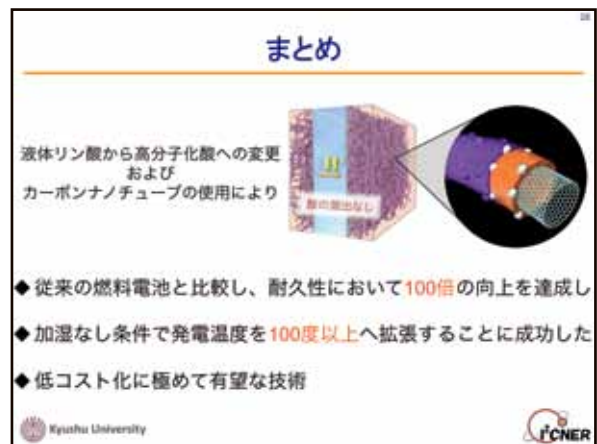 まとめ
液体リン酸から高分子化酸への変更
および
カーボンナノチューブの使用により
H
酸の漏出なし
◆従来の燃料電池と比較し、耐久性において100倍の向上を達成し
◆加湿なし条件で発電温度を100度以上へ拡張することに成功した
◆低コスト化に極めて有望な技術
Kyushu University
I²CNER